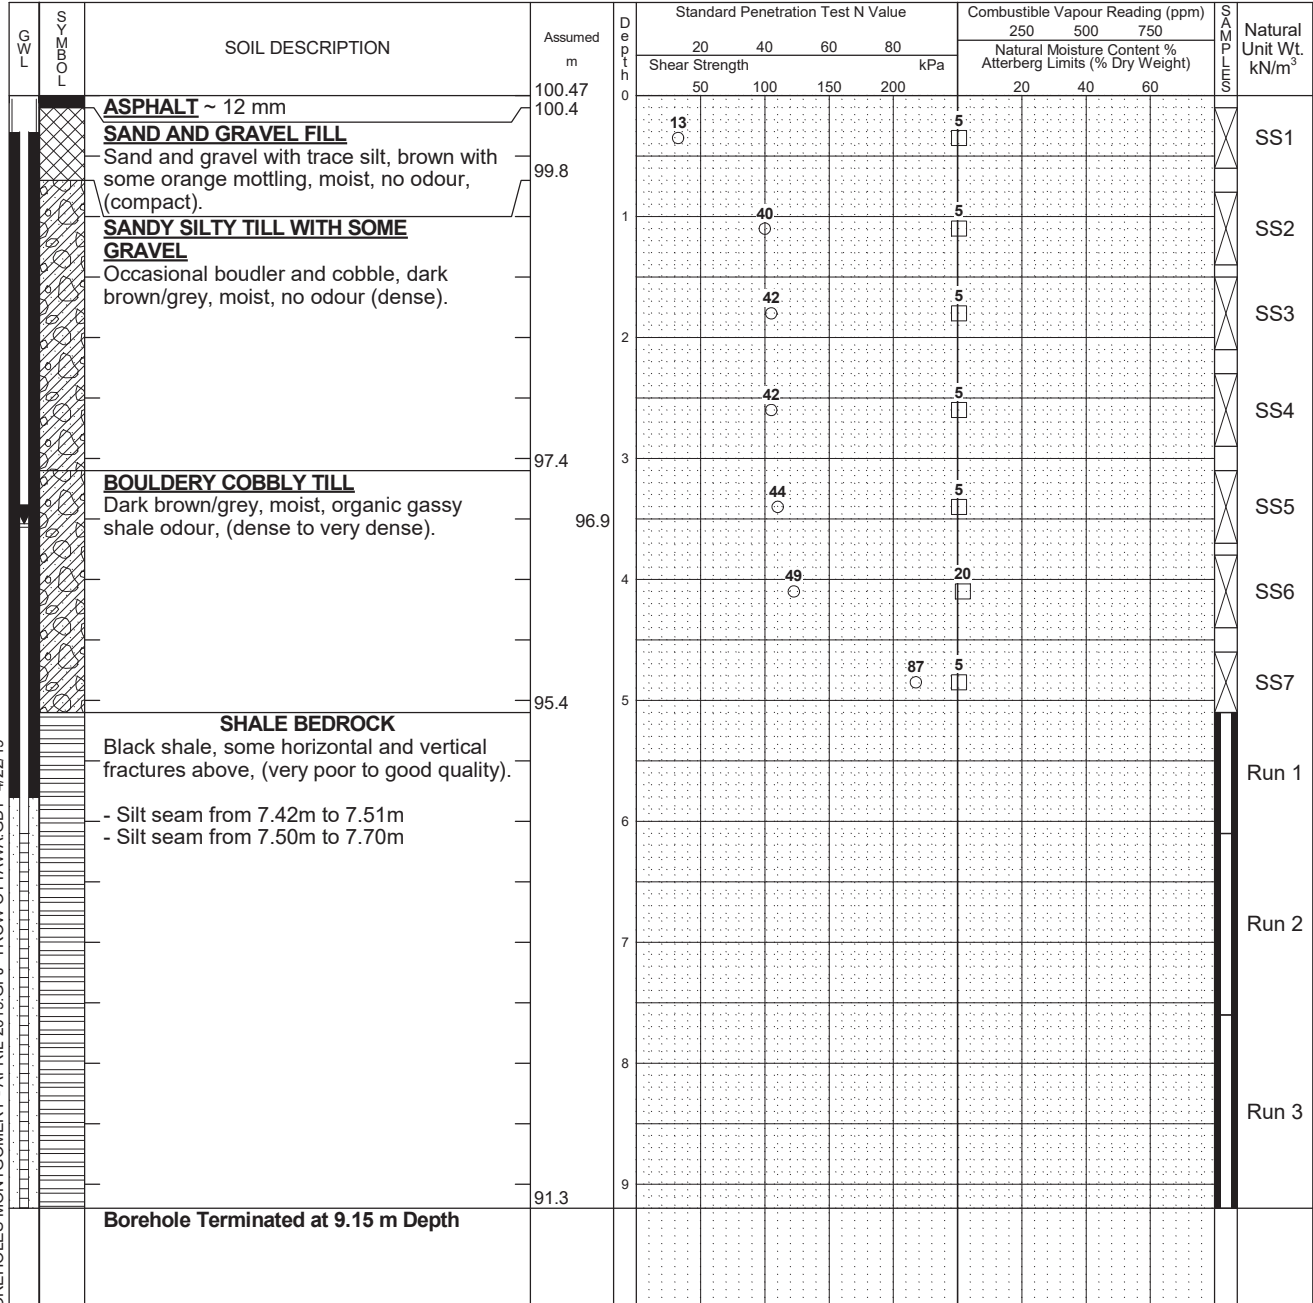 GWL
SYMBOL
SOIL DESCRIPTION
Assumed
m
100.47
Depth
0
Standard Penetration Test N Value
20 40 60 80
Shear Strength kPa
50 100 150 200
Combustible Vapour Reading (ppm)
250 500 750
Natural Moisture Content %
Atterberg Limits (% Dry Weight)
20 40 60
SAMPLES
Natural
Unit Wt.
kN/m³
ASPHALT ~ 12 mm
100.4
SAND AND GRAVEL FILL
Sand and gravel with trace silt, brown with
some orange mottling, moist, no odour,
(compact).
99.8
13 5 SS1
SANDY SILTY TILL WITH SOME
GRAVEL
Occasional boudler and cobble, dark
brown/grey, moist, no odour (dense).
1
40 5 SS2
42 5 SS3
2
42 5 SS4
97.4
3
BOULDERY COBBLY TILL
Dark brown/grey, moist, organic gassy
shale odour, (dense to very dense).
96.9
44 5 SS5
4
49 20 SS6
87 5 SS7
95.4
5
SHALE BEDROCK
Black shale, some horizontal and vertical
fractures above, (very poor to good quality).
- Silt seam from 7.42m to 7.51m
- Silt seam from 7.50m to 7.70m
Run 1
6
Run 2
7
8
Run 3
9
91.3
Borehole Terminated at 9.15 m Depth